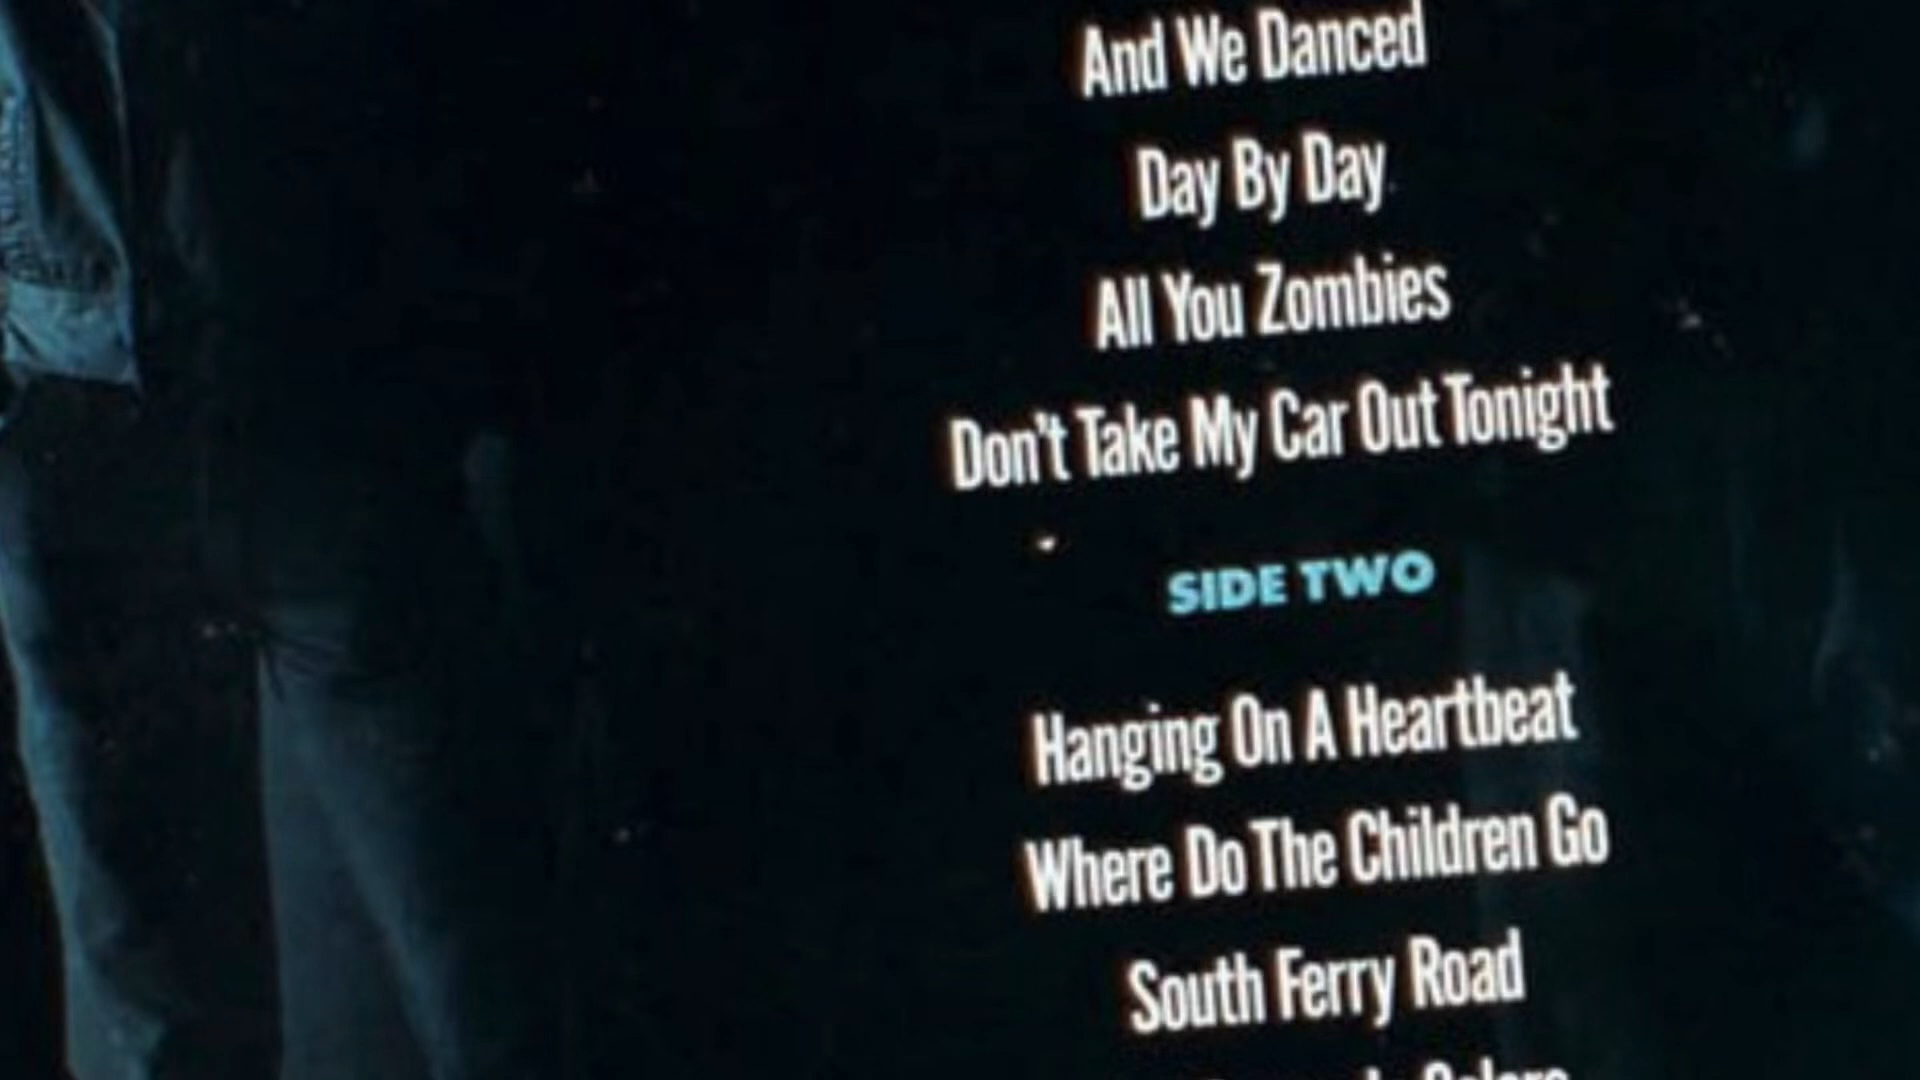 And We Danced
Day By Day
All You Zombies
Don't Take My Car Out Tonight
SIDE TWO
Hanging On A Heartbeat
Where Do The Children Go
South Ferry Road